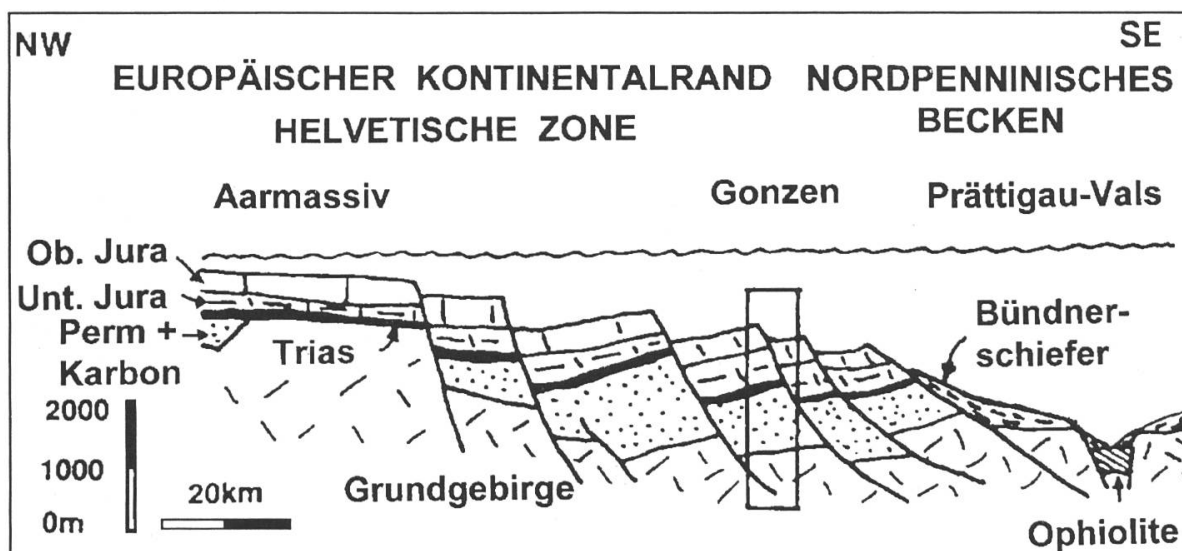 NW
SE
EUROPÄISCHER KONTINENTALRAND
NORDPENNINISCHES
BECKEN
HELVETISCHE ZONE
Aarmassiv
Gonzen
Prättigau-Vals
Ob. Jura
Unt. Jura
Perm +
Karbon
Trias
Bündner-
schiefer
2000
1000
0m
20km
Grundgebirge
Ophiolite